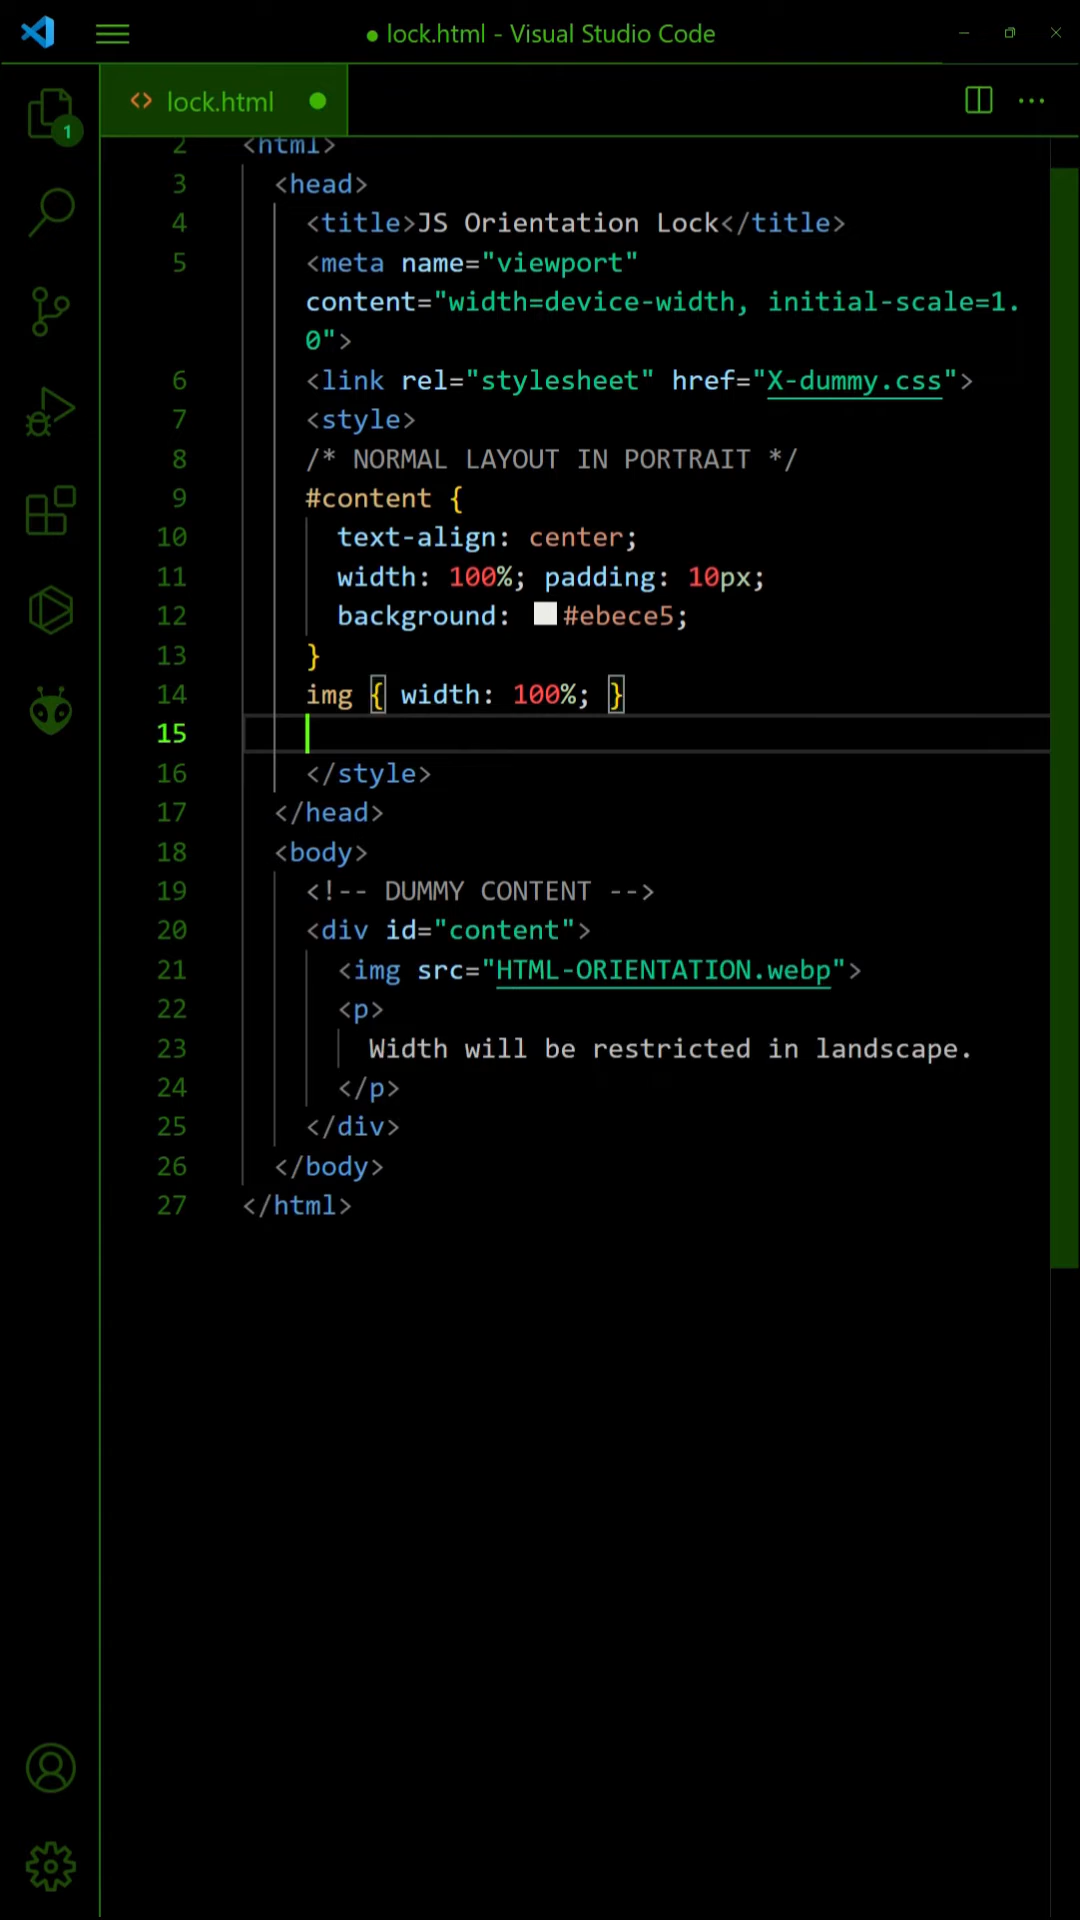 ● lock.html - Visual Studio Code
<> lock.html ●
1
2 <html>
3 <head>
4 <title>JS Orientation Lock</title>
5 <meta name="viewport"
content="width=device-width, initial-scale=1.
0">
6 <link rel="stylesheet" href="X-dummy.css">
7 <style>
8 /* NORMAL LAYOUT IN PORTRAIT */
9 #content {
10 text-align: center;
11 width: 100%; padding: 10px;
12 background: #ebece5;
13 }
14 img { width: 100%; }
15
16 </style>
17 </head>
18 <body>
19 <!-- DUMMY CONTENT -->
20 <div id="content">
21 <img src="HTML-ORIENTATION.webp">
22 <p>
23 Width will be restricted in landscape.
24 </p>
25 </div>
26 </body>
27 </html>